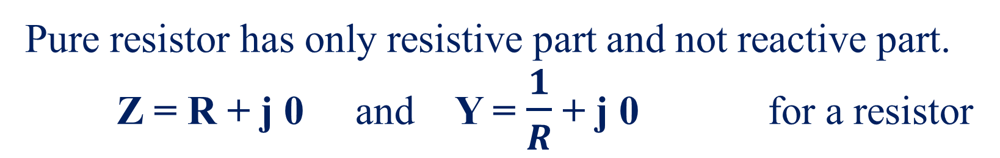 Pure resistor has only resistive part and not reactive part.
Z = R + j 0 and Y = 1/R + j 0 for a resistor